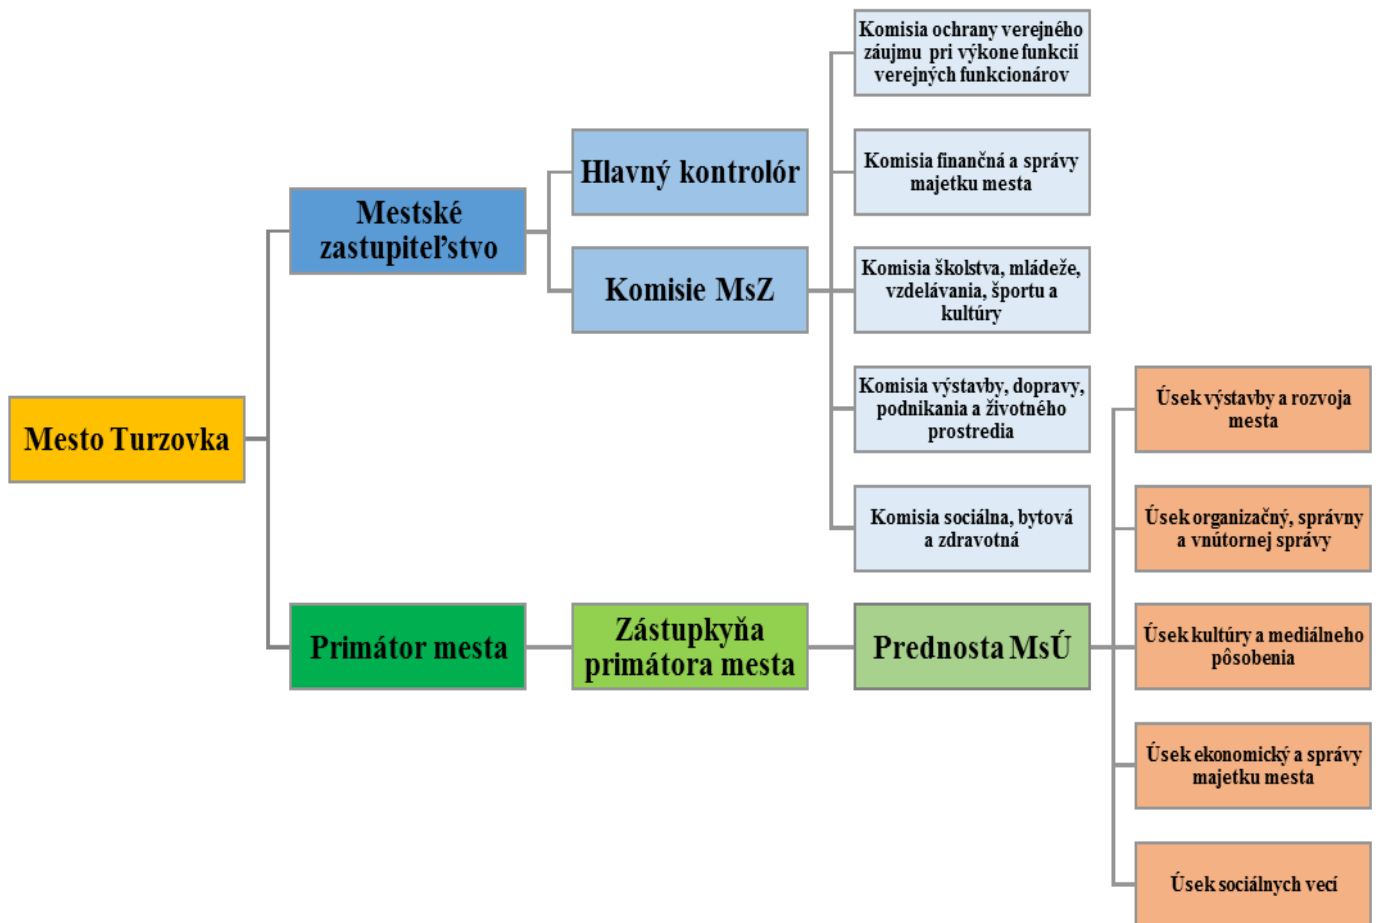 Komisia ochrany verejného
záujmu pri výkone funkcií
verejných funkcionárov
Hlavný kontrolór
Komisia finančná a správy
majetku mesta
Mestské
zastupiteľstvo
Komisie MsZ
Komisia školstva, mládeže,
vzdelávania, športu a
kultúry
Mesto Turzovka
Komisia výstavby, dopravy,
podnikania a životného
prostredia
Úsek výstavby a rozvoja
mesta
Komisia sociálna, bytová
a zdravotná
Úsek organizačný, správny
a vnútornej správy
Primátor mesta
Zástupkyňa
primátora mesta
Prednosta MsÚ
Úsek kultúry a mediálneho
pôsobenia
Úsek ekonomický a správy
majetku mesta
Úsek sociálnych vecí